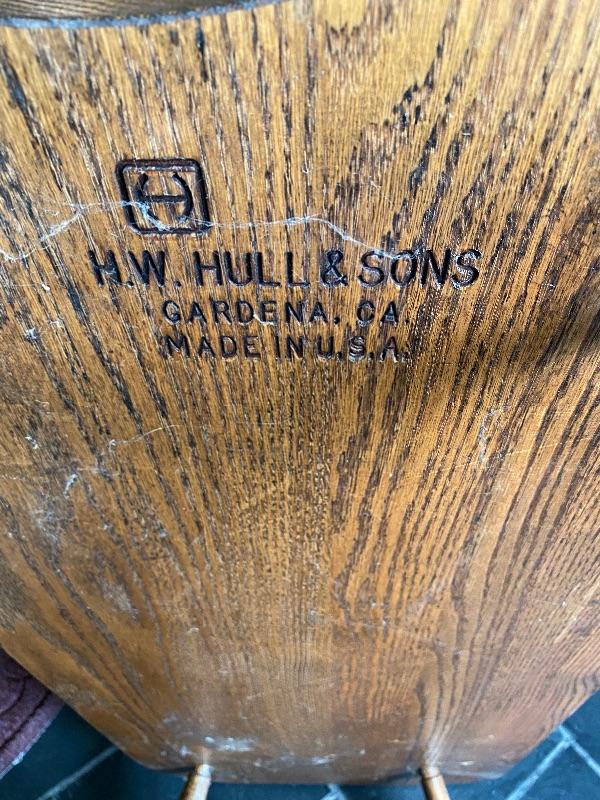 H
H.W. HULL & SONS
GARDENA, CA.
MADE IN U.S.A.